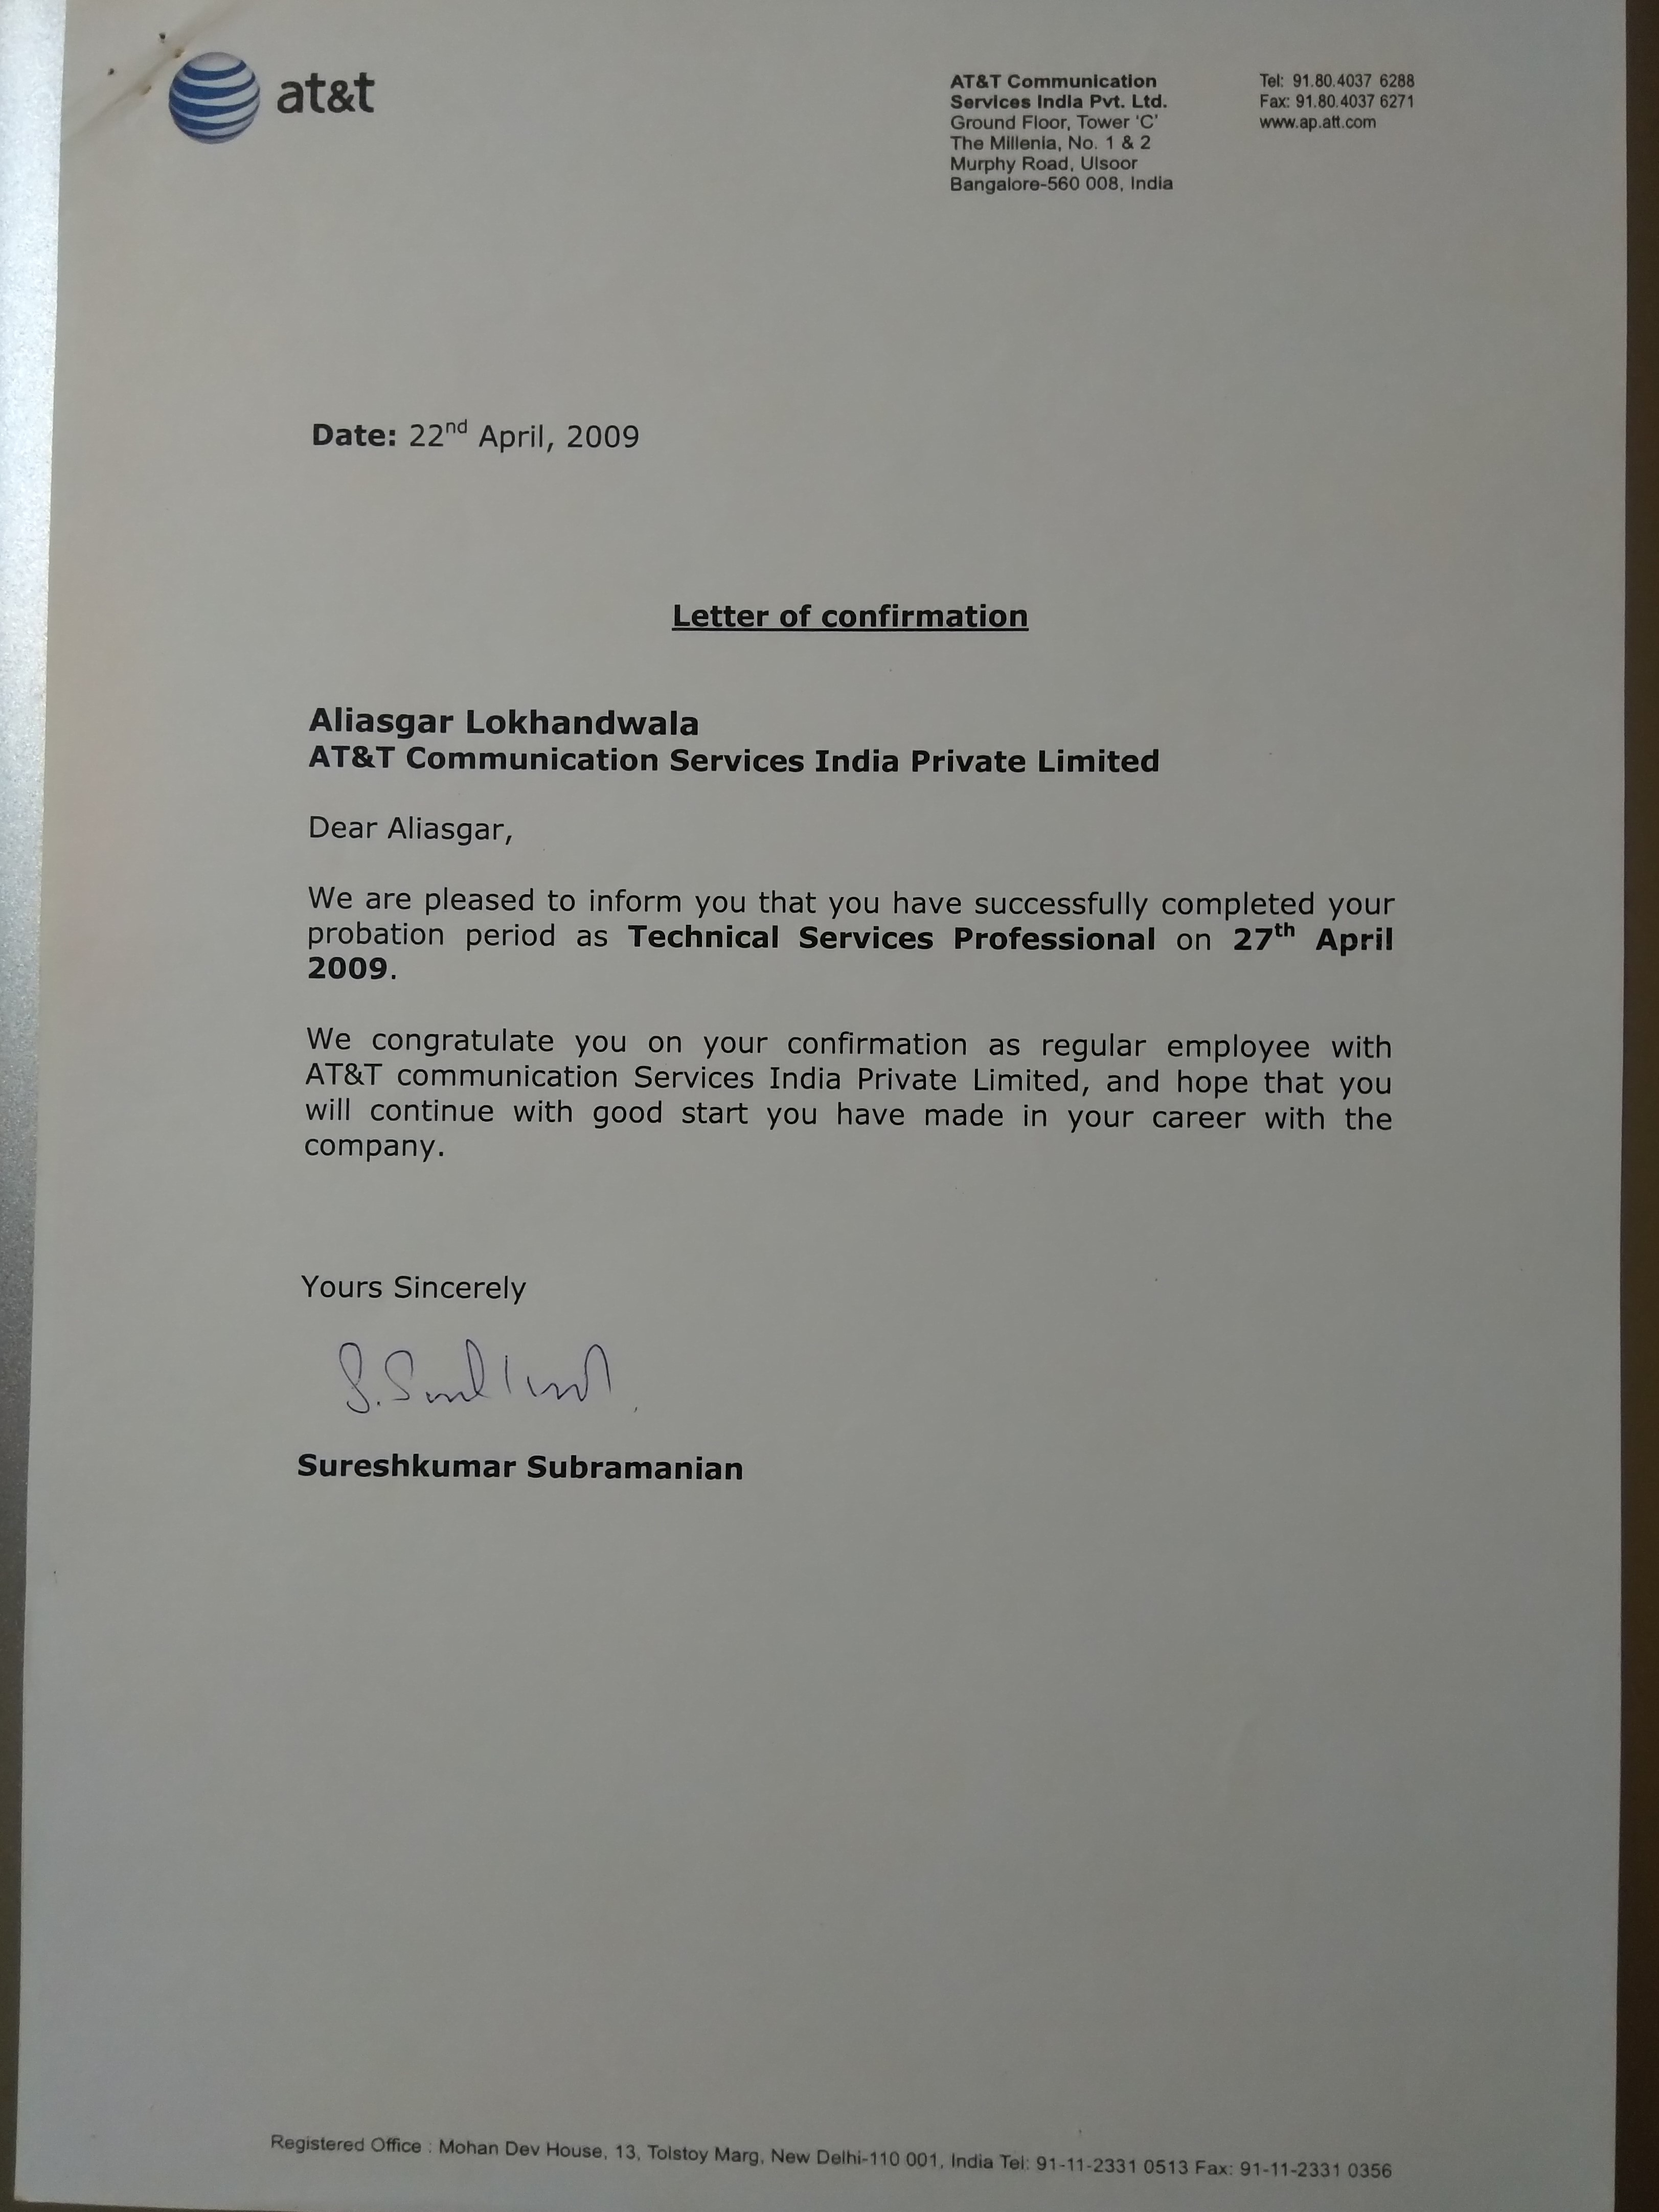 at&t
AT&T Communication
Services India Pvt. Ltd.
Ground Floor, Tower 'C'
The Millenia, No. 1 & 2
Murphy Road, Ulsoor
Bangalore-560 008, India
Tel: 91.80.4037 6288
Fax: 91.80.4037 6271
www.ap.att.com
Date: 22nd April, 2009
Letter of confirmation
Aliasgar Lokhandwala
AT&T Communication Services India Private Limited
Dear Aliasgar,
We are pleased to inform you that you have successfully completed your
probation period as Technical Services Professional on 27th April
2009.
We congratulate you on your confirmation as regular employee with
AT&T communication Services India Private Limited, and hope that you
will continue with good start you have made in your career with the
company.
Yours Sincerely
Sureshkumar Subramanian
Registered Office : Mohan Dev House, 13, Tolstoy Marg, New Delhi-110 001, India Tel: 91-11-2331 0513 Fax: 91-11-2331 0356